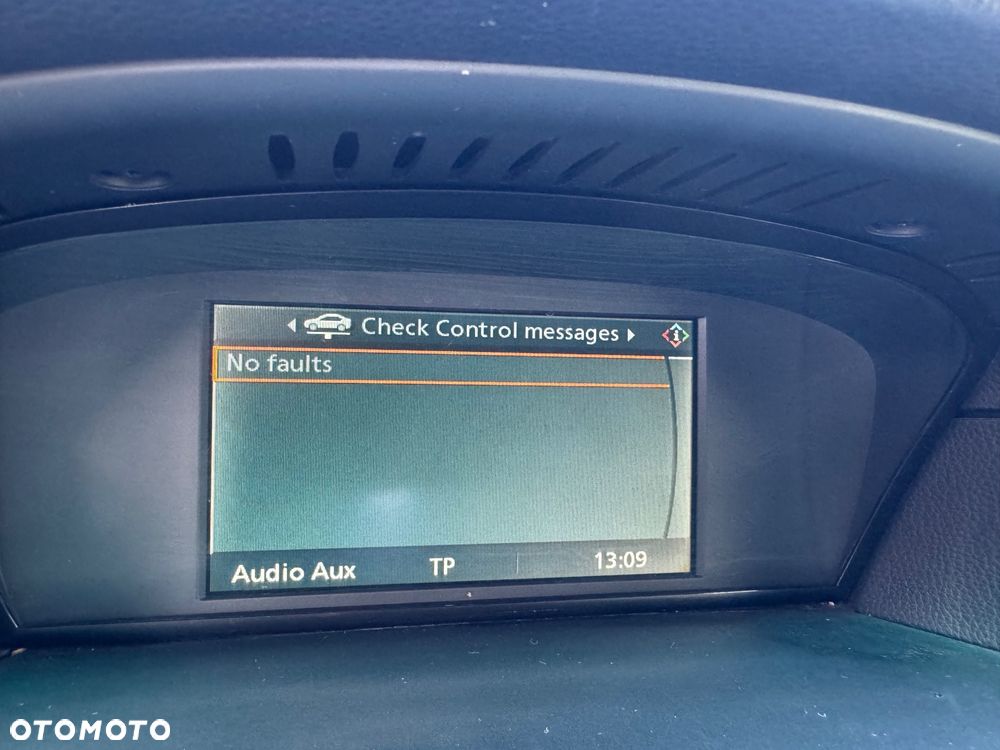 Check Control messages
No faults
Audio Aux TP 13:09
OTOMOTO